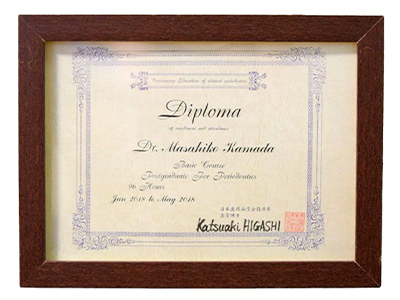 Continuing Education of clinical periodontics
Diploma
of enrollment and attendance
Dr. Masahiko Kamada
Basic Course
Postgraduate For Periodontics
96 Hours
Jan 2018 to May 2018
Katsuaki HIGASHI